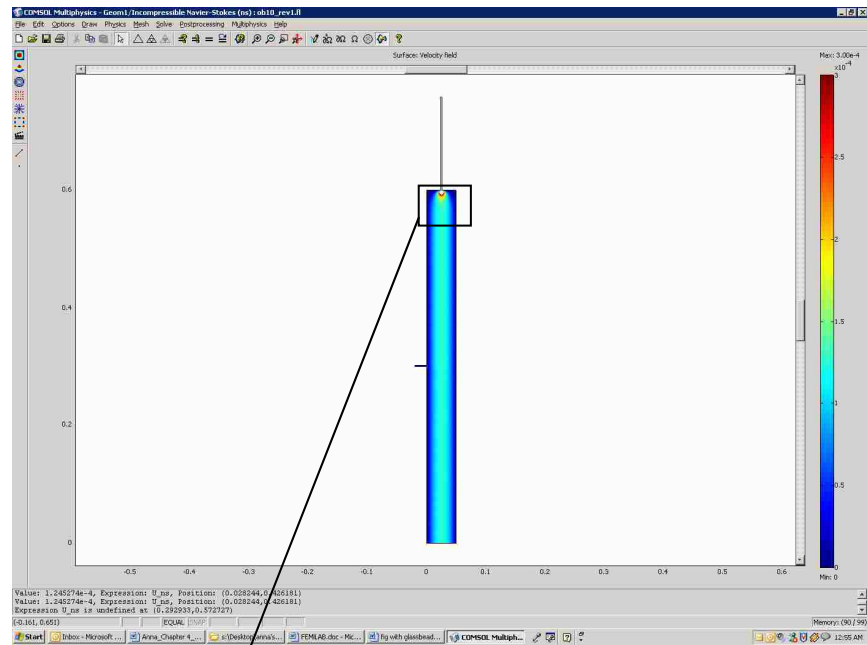 COMSOL Multiphysics - Geom1/Incompressible Navier-Stokes (ns) : ob10_rev1.fl
File Edit Options Draw Physics Mesh Solve Postprocessing Multiphysics Help
Surface: Velocity field
Max: 3.00e-4
×10⁻⁴
3
2.5
2
1.5
1
0.5
0
Min: 0
0.6
0.4
0.2
0
-0.5 -0.4 -0.3 -0.2 -0.1 0 0.1 0.2 0.3 0.4 0.5 0.6
Value: 1.245274e-4, Expression: U_ns, Position: (0.028244,0.426181)
Value: 1.245274e-4, Expression: U_ns, Position: (0.028244,0.426181)
Expression U_ns is undefined at (0.292933,0.572727)
(-0.161, 0.651) EQUAL SNAP Memory: (90 / 99)
Start Inbox - Microsoft ... Anna_Chapter 4_... s:\Desktop\anna's... FEMLAB.doc - Mic... fig with glassbead... COMSOL Multiph... 12:55 AM